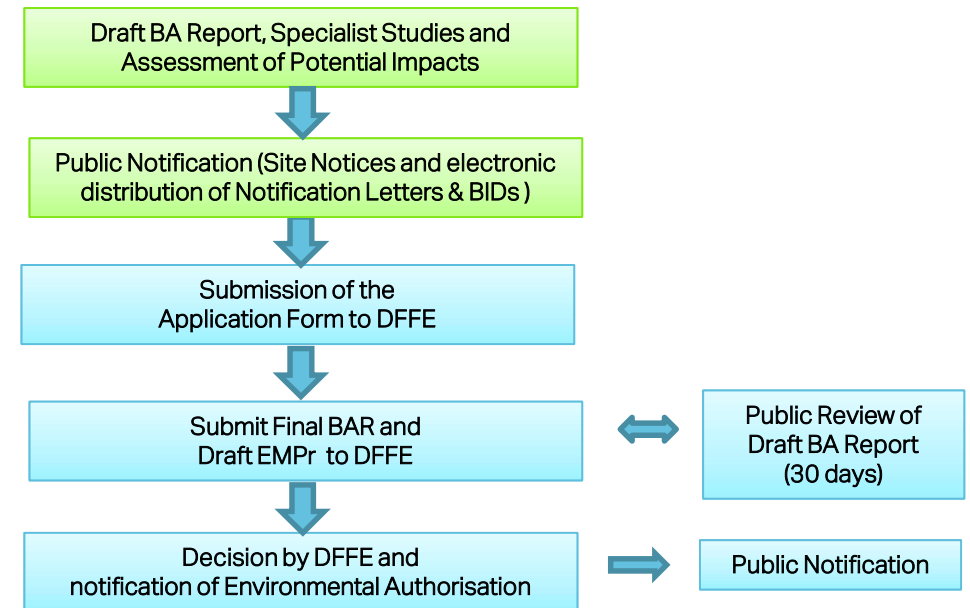 Draft BA Report, Specialist Studies and
Assessment of Potential Impacts
Public Notification (Site Notices and electronic
distribution of Notification Letters & BIDs )
Submission of the
Application Form to DFFE
Submit Final BAR and
Draft EMPr to DFFE
Public Review of
Draft BA Report
(30 days)
Decision by DFFE and
notification of Environmental Authorisation
Public Notification